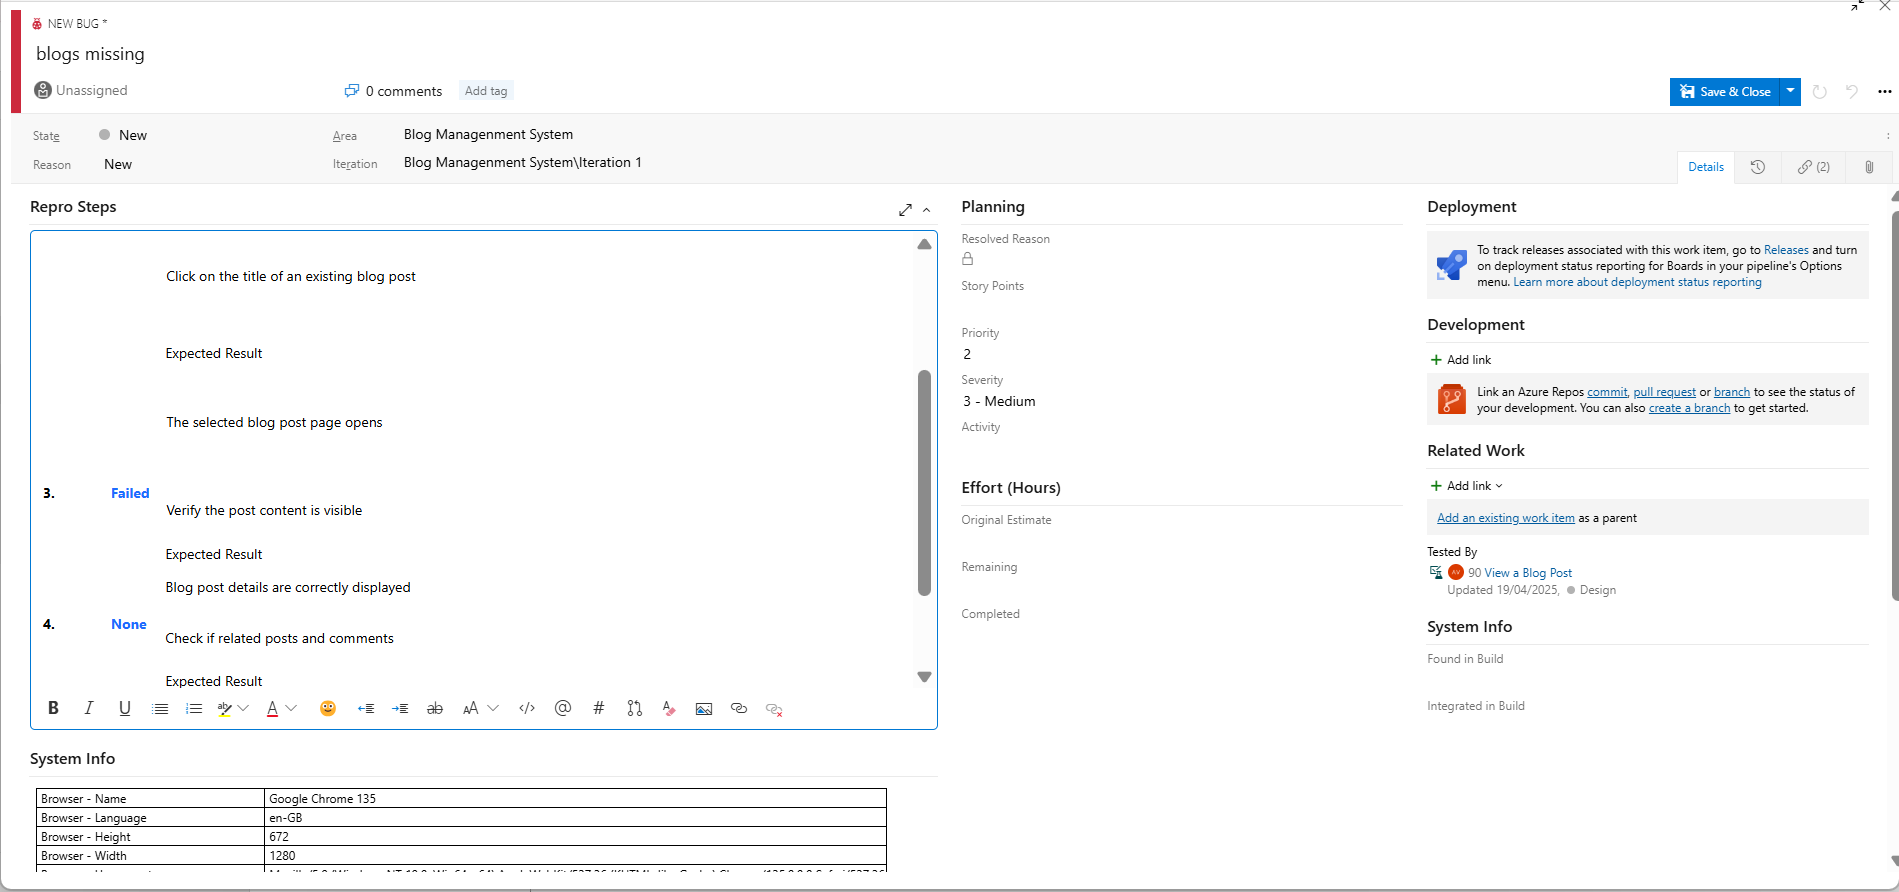 NEW BUG *
blogs missing
Unassigned
0 comments
Add tag
Save & Close
State
New
Area
Blog Managenment System
Reason
New
Iteration
Blog Managenment System\Iteration 1
Details
(2)
Repro Steps
Click on the title of an existing blog post
Expected Result
The selected blog post page opens
3. Failed
Verify the post content is visible
Expected Result
Blog post details are correctly displayed
4. None
Check if related posts and comments
Expected Result
System Info
Browser - Name Google Chrome 135
Browser - Language en-GB
Browser - Height 672
Browser - Width 1280
Planning
Resolved Reason
Story Points
Priority
2
Severity
3 - Medium
Activity
Effort (Hours)
Original Estimate
Remaining
Completed
Deployment
To track releases associated with this work item, go to Releases and turn
on deployment status reporting for Boards in your pipeline's Options
menu. Learn more about deployment status reporting
Development
Add link
Link an Azure Repos commit, pull request or branch to see the status of
your development. You can also create a branch to get started.
Related Work
Add link
Add an existing work item as a parent
Tested By
AV 90 View a Blog Post
Updated 19/04/2025, Design
System Info
Found in Build
Integrated in Build